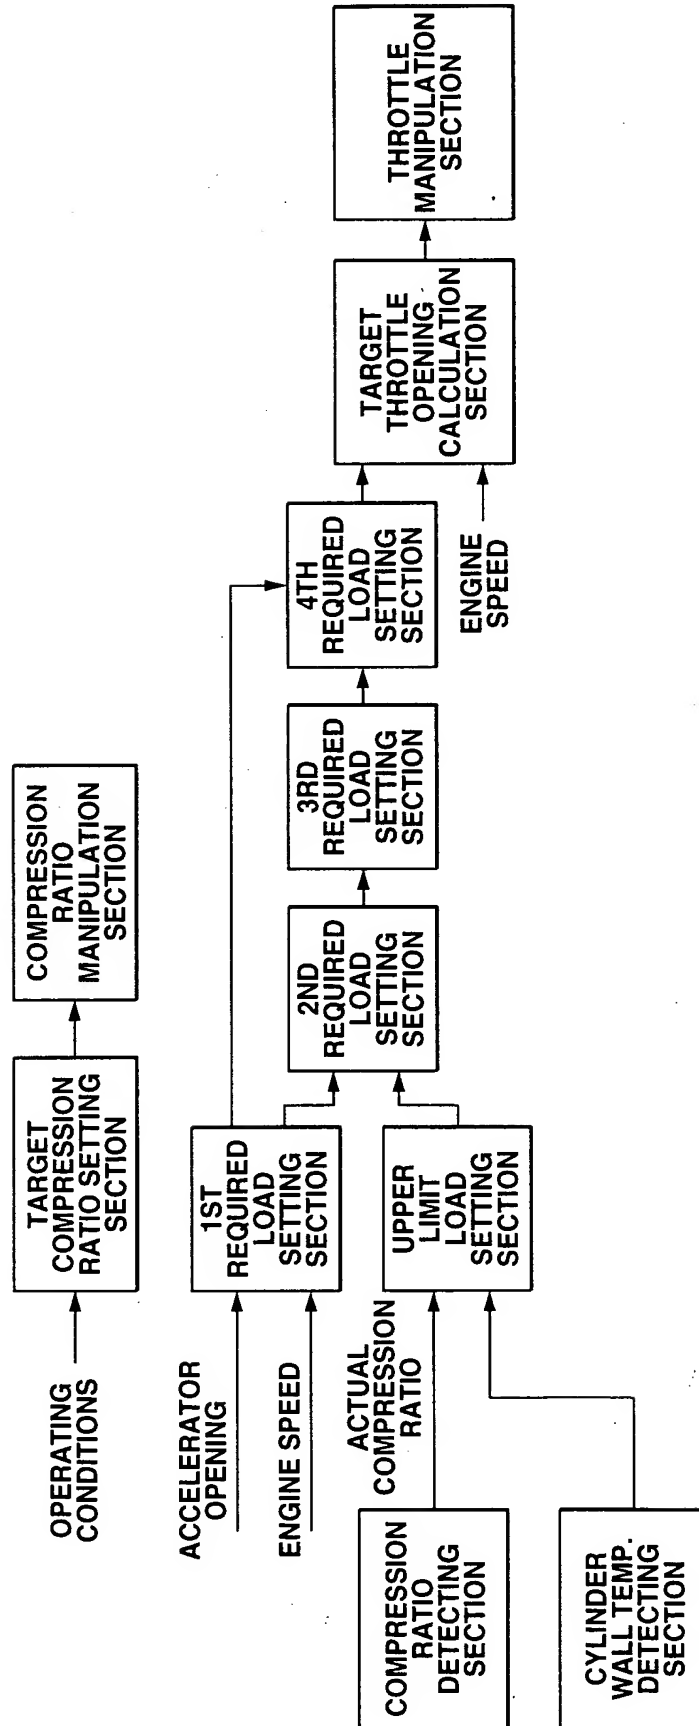 OPERATING
CONDITIONS
TARGET
COMPRESSION
RATIO SETTING
SECTION
COMPRESSION
RATIO
MANIPULATION
SECTION
ACCELERATOR
OPENING
ENGINE SPEED
1ST
REQUIRED
LOAD
SETTING
SECTION
COMPRESSION
RATIO
DETECTING
SECTION
ACTUAL
COMPRESSION
RATIO
CYLINDER
WALL TEMP.
DETECTING
SECTION
UPPER
LIMIT
LOAD
SETTING
SECTION
2ND
REQUIRED
LOAD
SETTING
SECTION
3RD
REQUIRED
LOAD
SETTING
SECTION
4TH
REQUIRED
LOAD
SETTING
SECTION
ENGINE
SPEED
TARGET
THROTTLE
OPENING
CALCULATION
SECTION
THROTTLE
MANIPULATION
SECTION